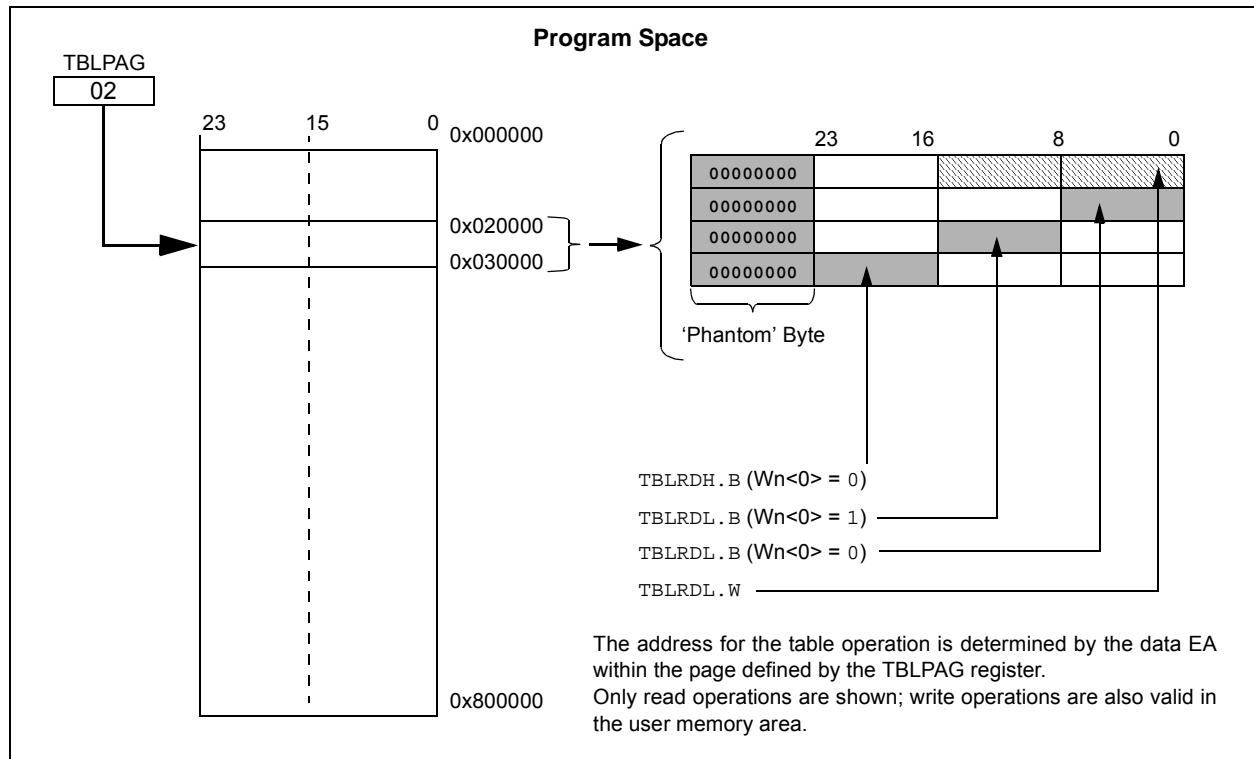 Program Space
TBLPAG
02
23 15 0
0x000000
0x020000
0x030000
0x800000
23 16 8 0
00000000
00000000
00000000
00000000
‘Phantom’ Byte
TBLRDH.B (Wn<0> = 0)
TBLRDL.B (Wn<0> = 1)
TBLRDL.B (Wn<0> = 0)
TBLRDL.W
The address for the table operation is determined by the data EA
within the page defined by the TBLPAG register.
Only read operations are shown; write operations are also valid in
the user memory area.